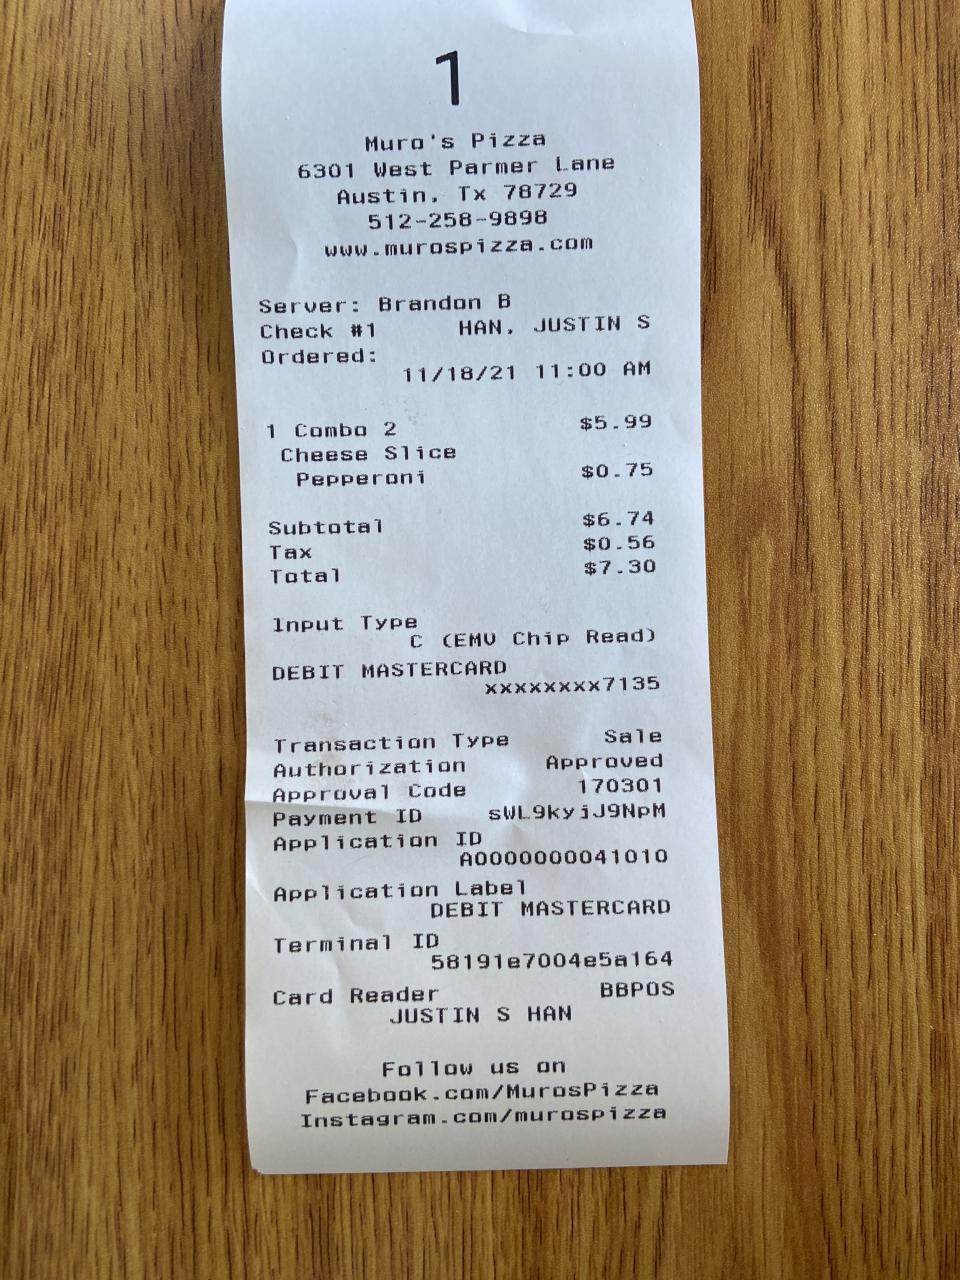 1
Muro's Pizza
6301 West Parmer Lane
Austin, Tx 78729
512-258-9898
www.murospizza.com
Server: Brandon B
Check #1 HAN, JUSTIN S
Ordered:
11/18/21 11:00 AM
1 Combo 2 $5.99
Cheese Slice
Pepperoni $0.75
Subtotal $6.74
Tax $0.56
Total $7.30
Input Type
C (EMV Chip Read)
DEBIT MASTERCARD
xxxxxxxx7135
Transaction Type Sale
Authorization Approved
Approval Code 170301
Payment ID sWL9kyjJ9NpM
Application ID
A0000000041010
Application Label
DEBIT MASTERCARD
Terminal ID
58191e7004e5a164
Card Reader BBPOS
JUSTIN S HAN
Follow us on
Facebook.com/MurosPizza
Instagram.com/murospizza